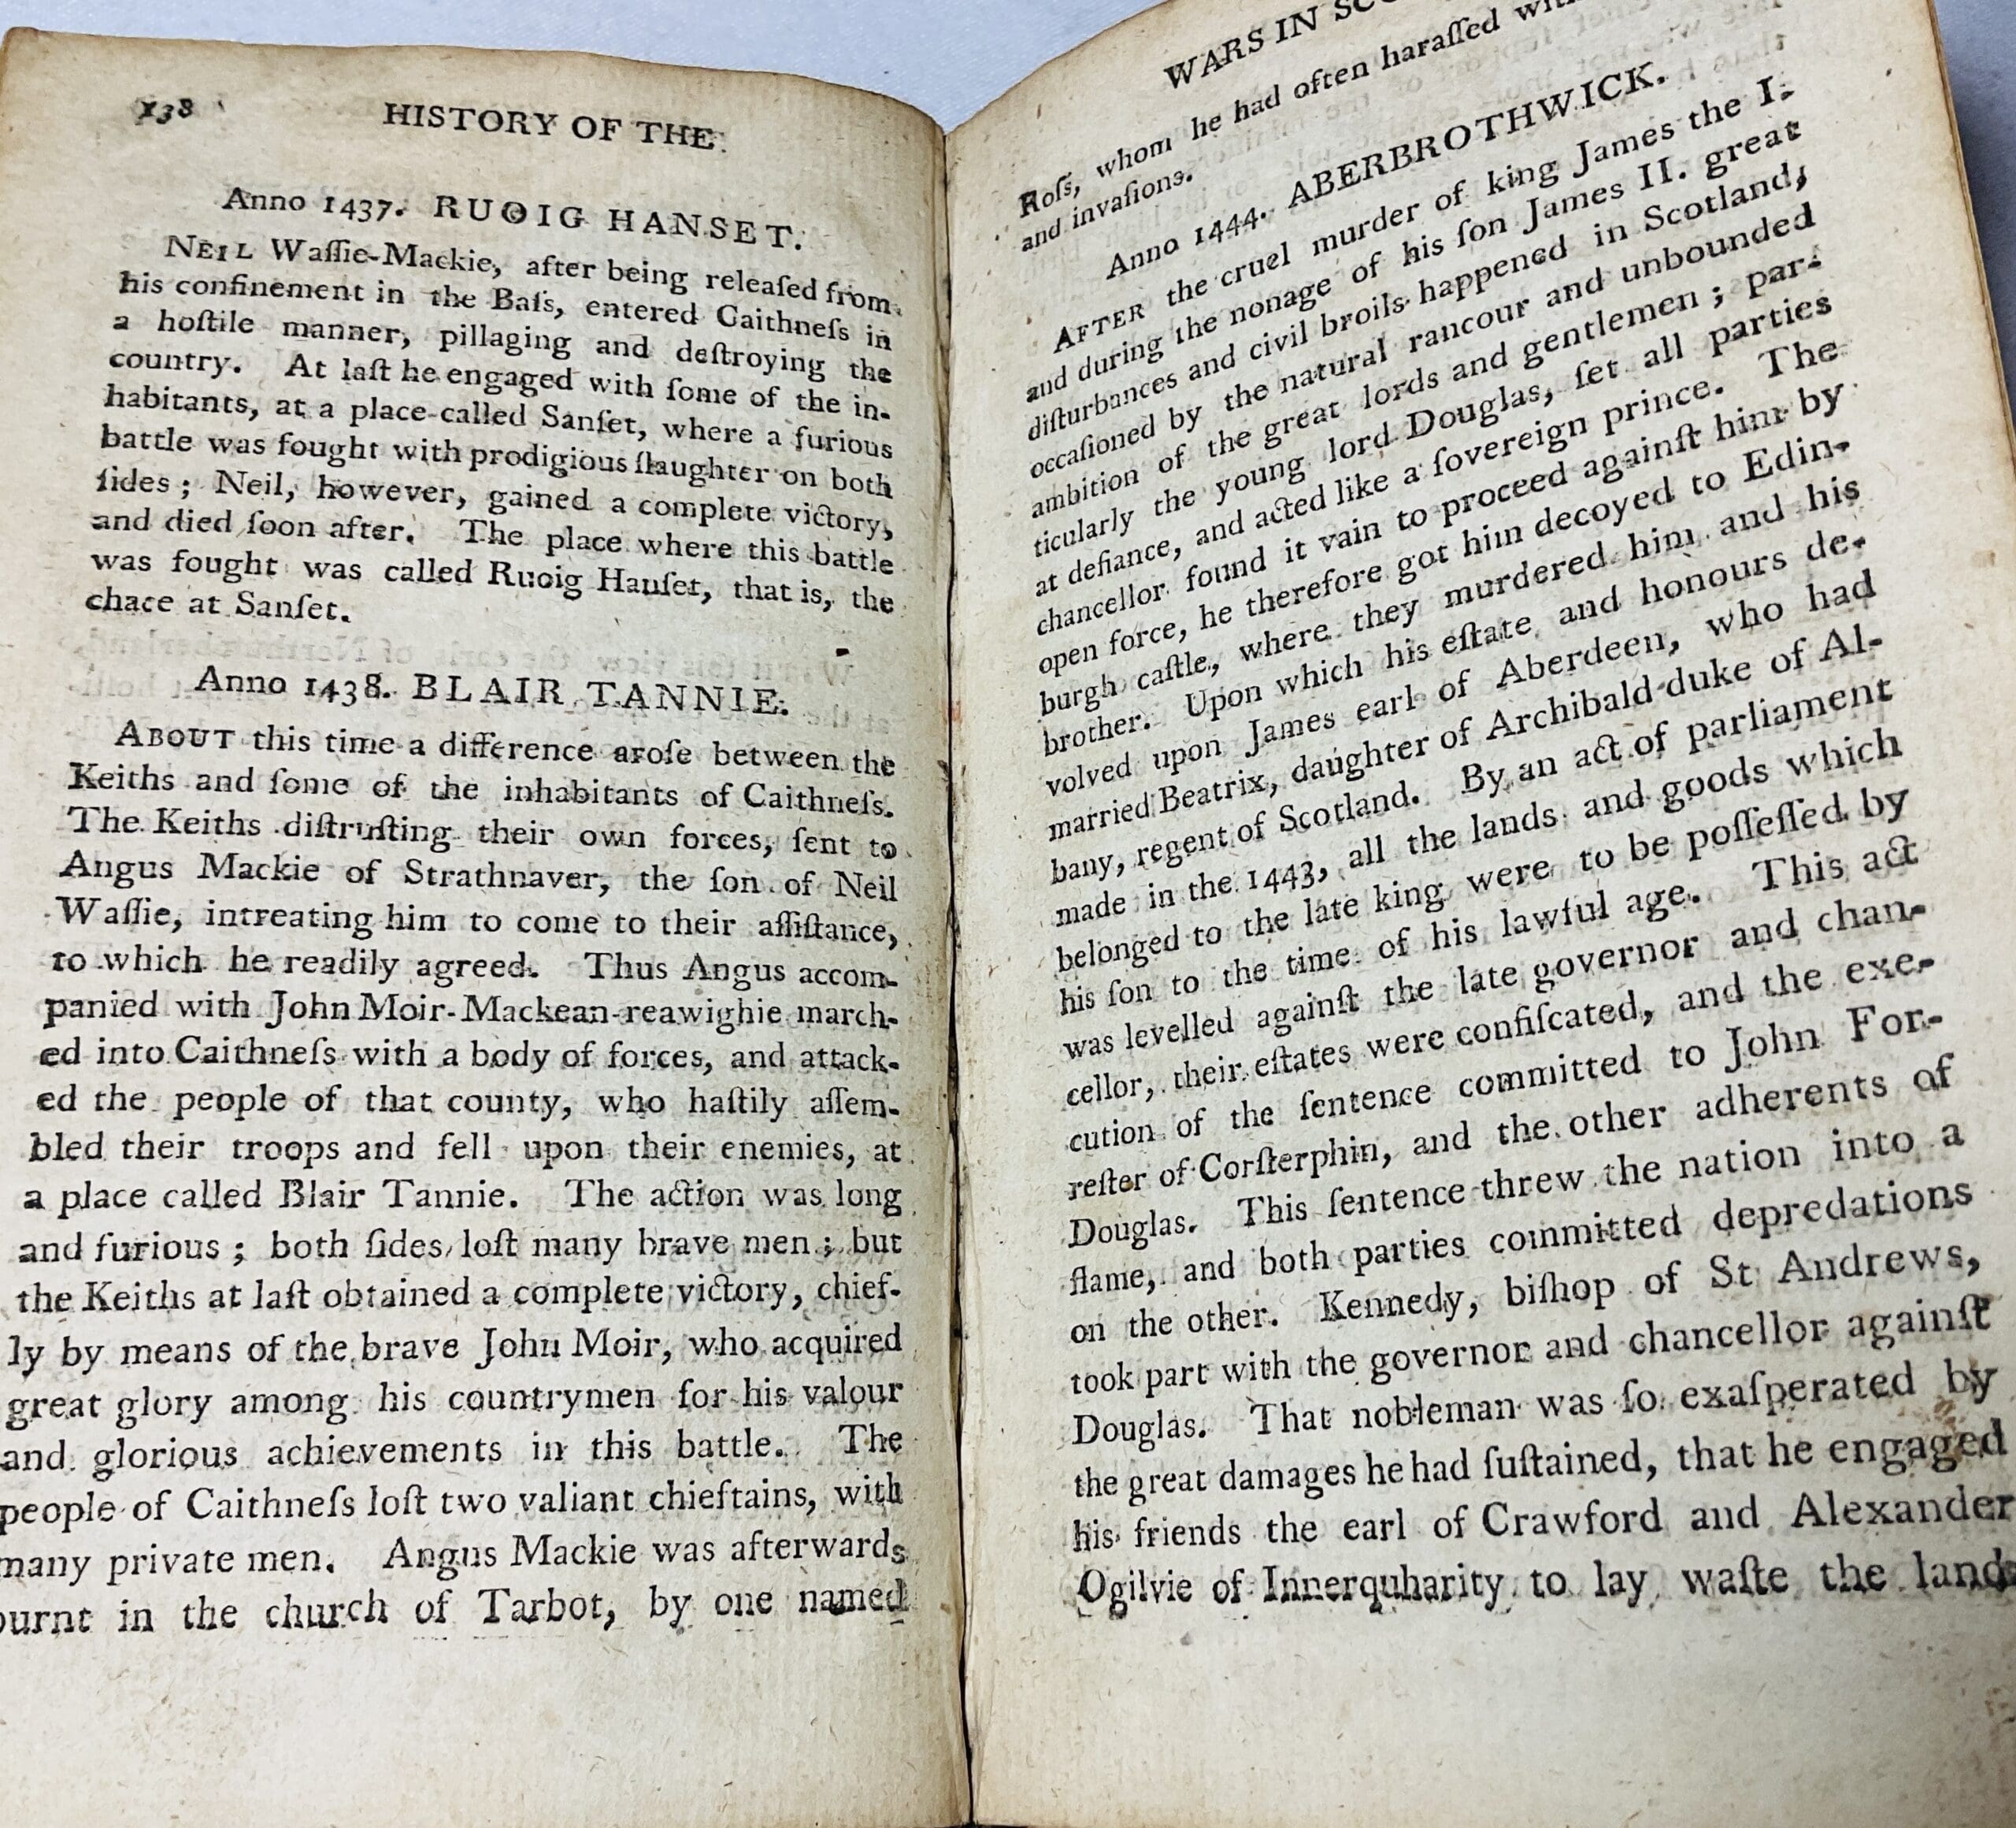 138 HISTORY OF THE
Anno 1437. RUOIG HANSET.
NEIL Waſſie-Mackie, after being releaſed from
his confinement in the Baſs, entered Caithneſs in
a hoſtile manner, pillaging and deſtroying the
country. At laſt he engaged with ſome of the in-
habitants, at a place called Sanſet, where a furious
battle was fought with prodigious ſlaughter on both
ſides; Neil, however, gained a complete victory,
and died ſoon after. The place where this battle
was fought was called Ruoig Hanſet, that is, the
chace at Sanſet.
Anno 1438. BLAIR TANNIE.
ABOUT this time a difference aroſe between the
Keiths and ſome of the inhabitants of Caithneſs.
The Keiths diſtruſting their own forces, ſent to
Angus Mackie of Strathnaver, the ſon of Neil
Waſſie, intreating him to come to their aſſiſtance,
to which he readily agreed. Thus Angus accom-
panied with John Moir-Mackean-reawighie march-
ed into Caithneſs with a body of forces, and attack-
ed the people of that county, who haſtily aſſem-
bled their troops and fell upon their enemies, at
a place called Blair Tannie. The action was long
and furious; both ſides loſt many brave men; but
the Keiths at laſt obtained a complete victory, chief-
ly by means of the brave John Moir, who acquired
great glory among his countrymen for his valour
and glorious achievements in this battle. The
people of Caithneſs loſt two valiant chieftains, with
many private men. Angus Mackie was afterwards
burnt in the church of Tarbot, by one named
WARS IN
Roſs, whom he had often haraſſed
and invaſions.
Anno 1444. ABERBROTHWICK.
AFTER the cruel murder of king James the I.
and during the nonage of his ſon James II. great
diſturbances and civil broils happened in Scotland,
occaſioned by the natural rancour and unbounded
ambition of the great lords and gentlemen; par-
ticularly the young lord Douglas, ſet all parties
at defiance, and acted like a ſovereign prince. The
chancellor found it vain to proceed againſt him by
open force, he therefore got him decoyed to Edin-
burgh caſtle, where they murdered him and his
brother. Upon which his eſtate and honours de-
volved upon James earl of Aberdeen, who had
married Beatrix, daughter of Archibald duke of Al-
bany, regent of Scotland. By an act of parliament
made in the 1443, all the lands and goods which
belonged to the late king were to be poſſeſſed by
his ſon to the time of his lawful age. This act
was levelled againſt the late governor and chan-
cellor, their eſtates were confiſcated, and the exe-
cution of the ſentence committed to John For-
reſter of Corſterphin, and the other adherents of
Douglas. This ſentence threw the nation into a
flame, and both parties committed depredations
on the other. Kennedy, biſhop of St Andrews,
took part with the governor and chancellor againſt
Douglas. That nobleman was ſo exaſperated by
the great damages he had ſuſtained, that he engaged
his friends the earl of Crawford and Alexander
Ogilvie of Innerquharity to lay waſte the lands